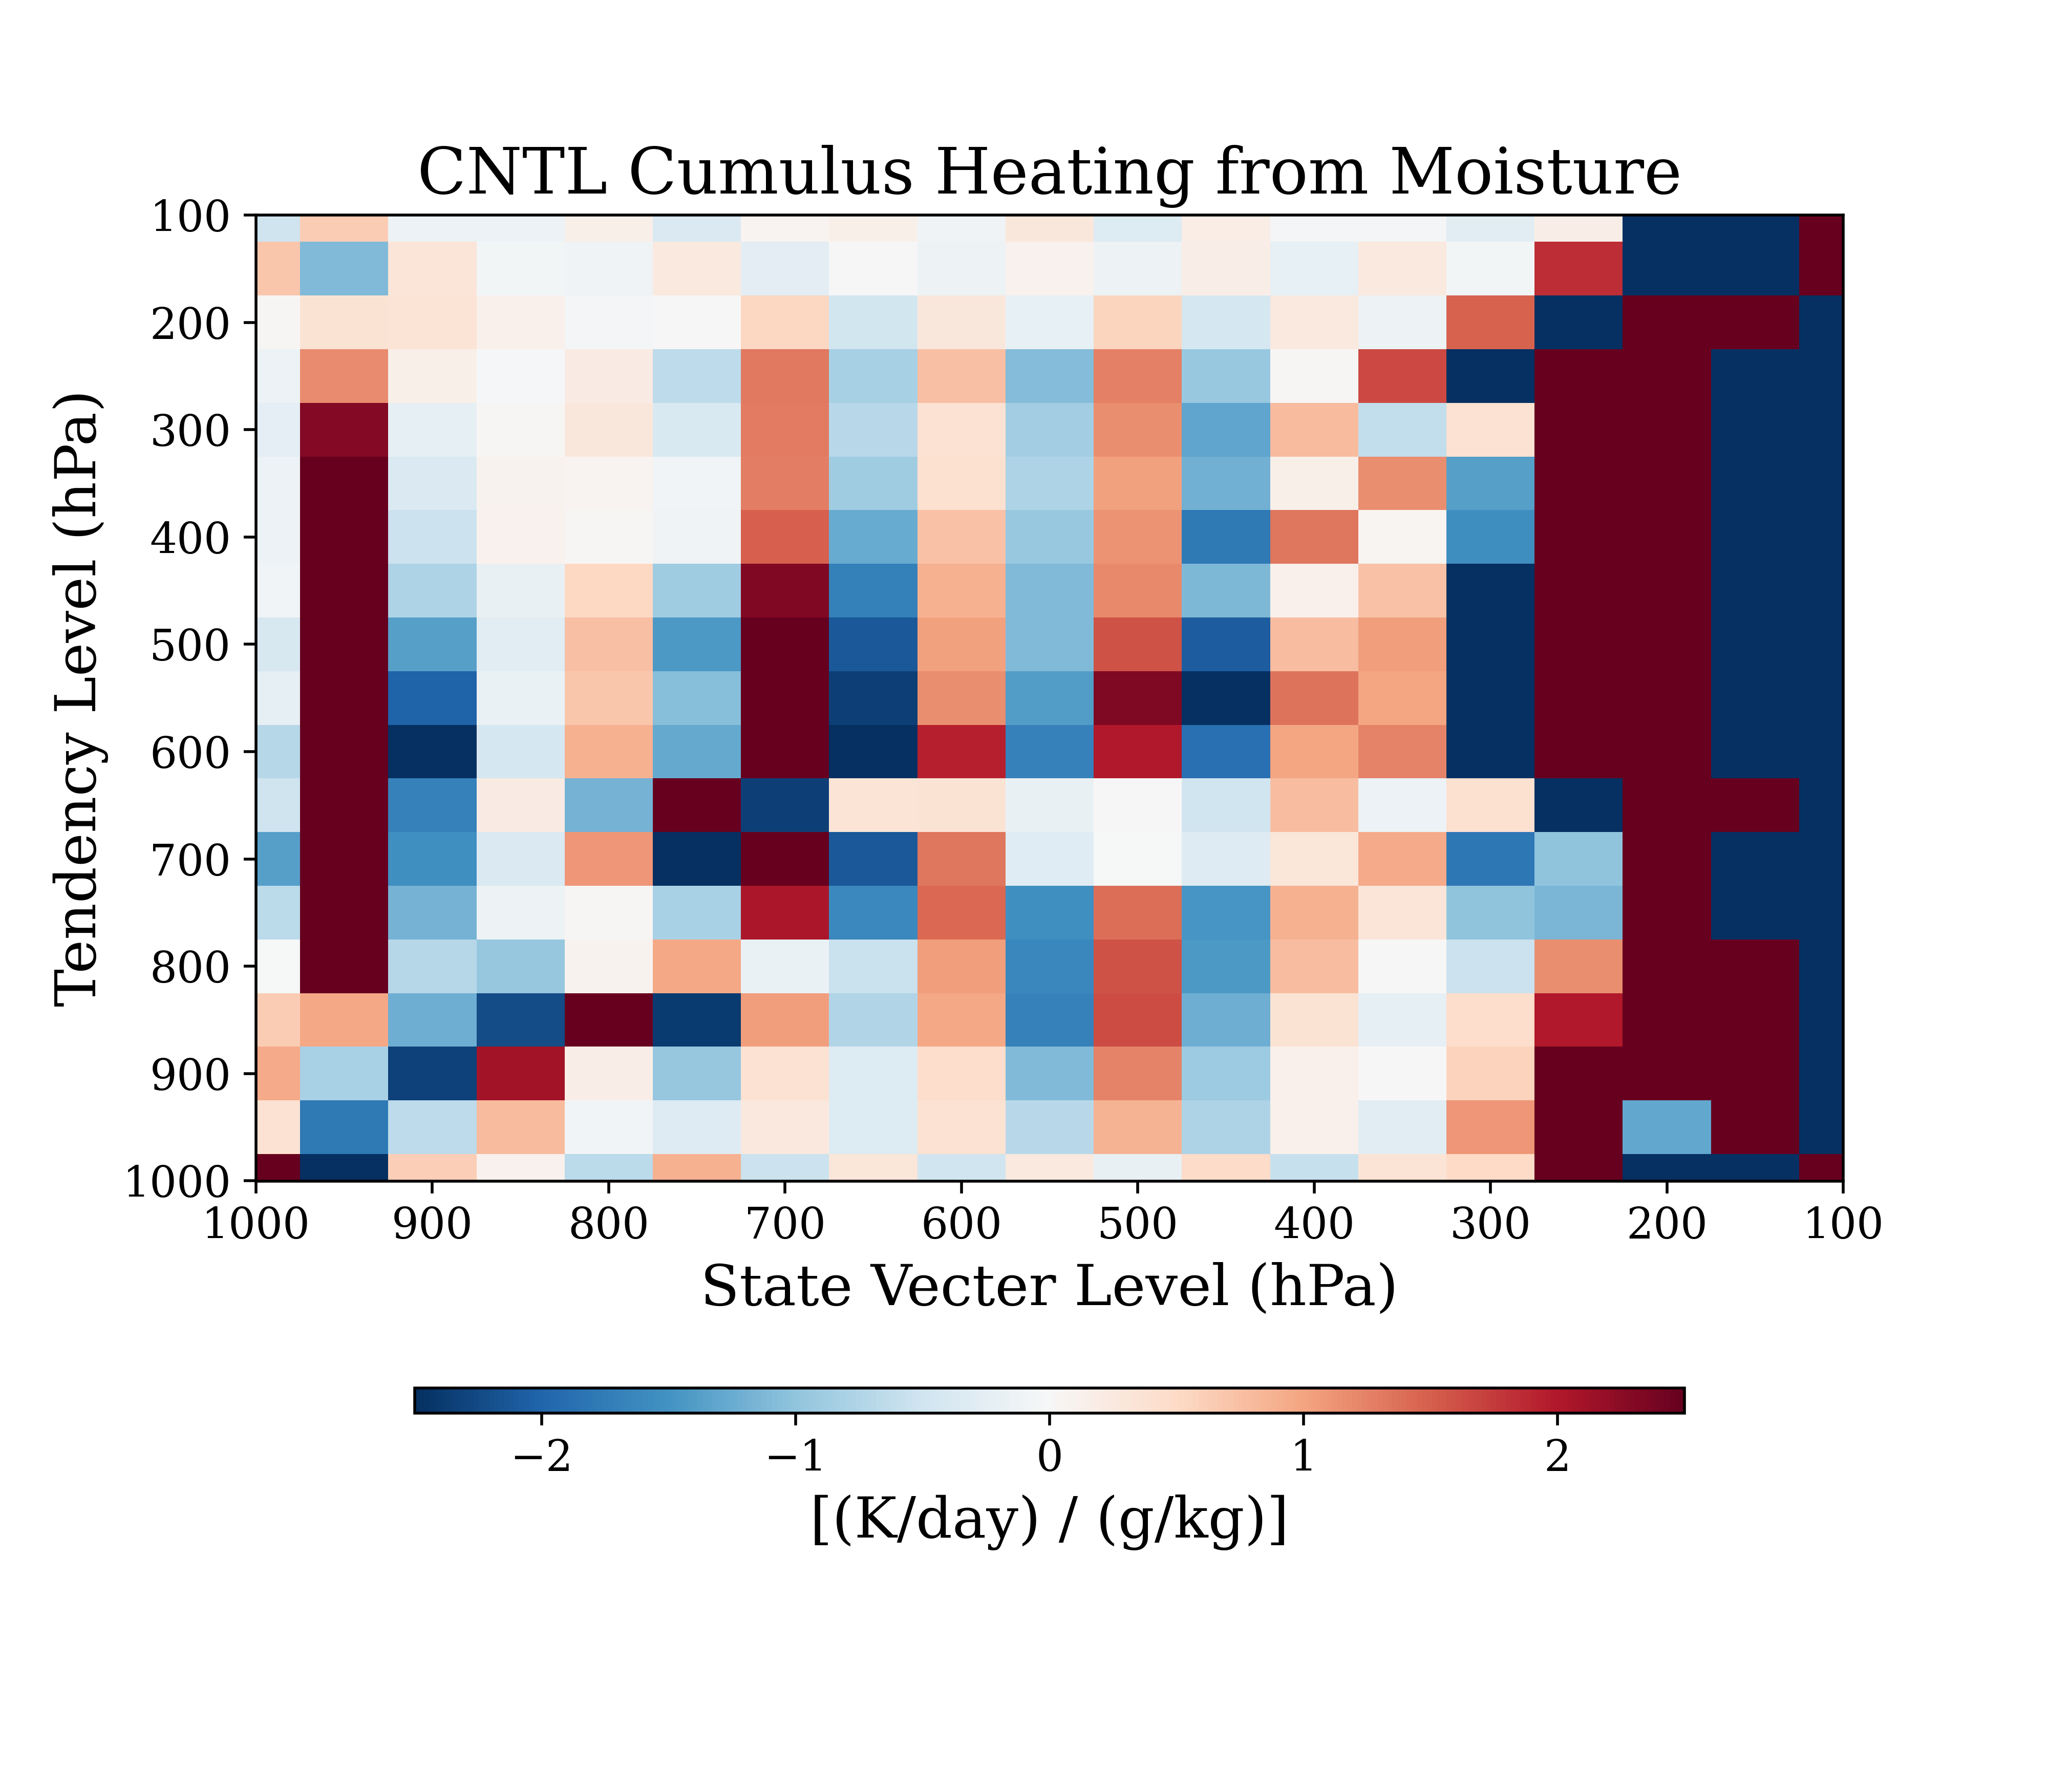 CNTL Cumulus Heating from Moisture
Tendency Level (hPa)
100
200
300
400
500
600
700
800
900
1000
1000 900 800 700 600 500 400 300 200 100
State Vecter Level (hPa)
−2 −1 0 1 2
[(K/day) / (g/kg)]